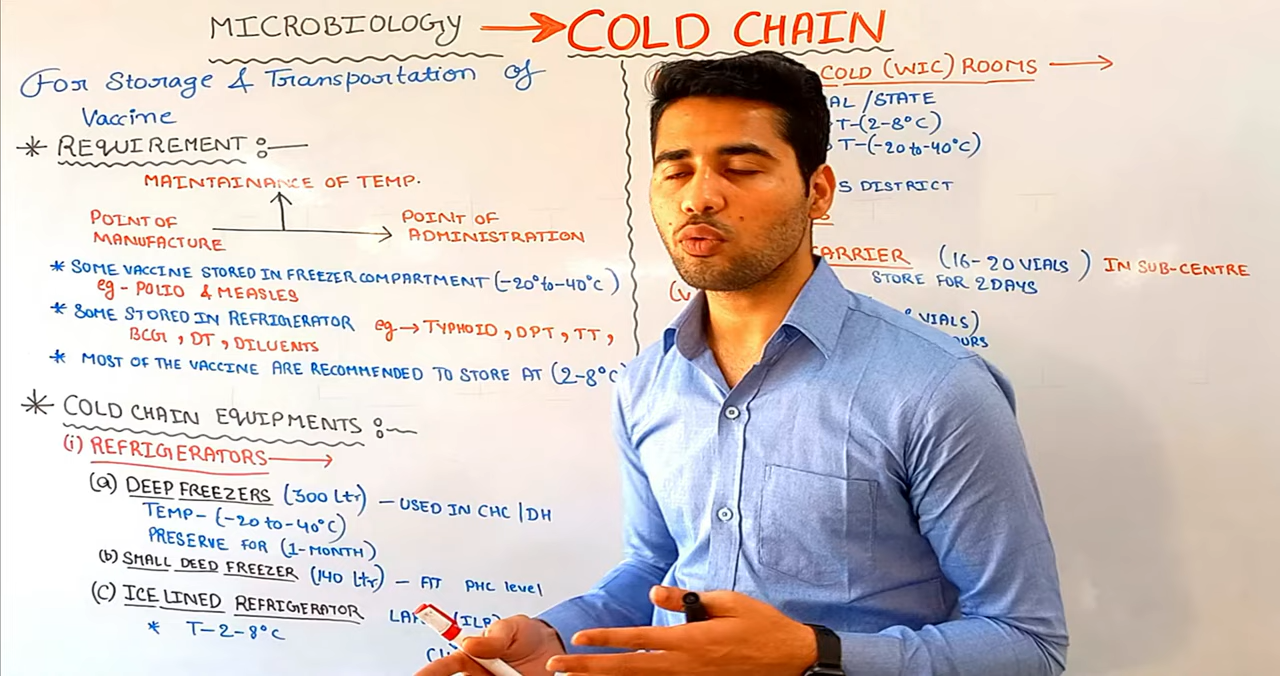 MICROBIOLOGY → COLD CHAIN
For Storage & Transportation of
Vaccine
* REQUIREMENT :—
MAINTAINANCE OF TEMP.
POINT OF MANUFACTURE → POINT OF ADMINISTRATION
* SOME VACCINE STORED IN FREEZER COMPARTMENT (-20° to -40°C)
eg - POLIO & MEASLES
* SOME STORED IN REFRIGERATOR eg → TYPHOID, DPT, TT,
BCG, DT, DILUENTS
* MOST OF THE VACCINE ARE RECOMMENDED TO STORE AT (2-8°C
* COLD CHAIN EQUIPMENTS :—
(i) REFRIGERATORS →
(a) DEEP FREEZERS (300 Ltr) - USED IN CHC/DH
TEMP- (-20 to -40°C)
PRESERVE FOR (1-MONTH)
(b) SMALL DEED FREEZER (140 Ltr) - AT PHC level
(C) ICE LINED REFRIGERATOR
* T-2-8°C
COLD (WIC) ROOMS →
/STATE
T-(2-8°C)
T-(-20 to -40°C)
DISTRICT
CARRIER (16-20 VIALS) IN SUB-CENTRE
STORE FOR 2 DAYS
VIALS)